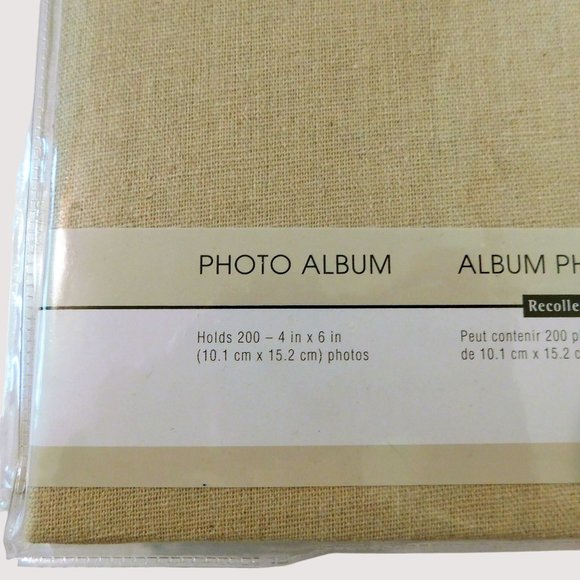 PHOTO ALBUM
ALBUM PH
Recolle
Holds 200 – 4 in x 6 in
(10.1 cm x 15.2 cm) photos
Peut contenir 200 p
de 10.1 cm x 15.2 c